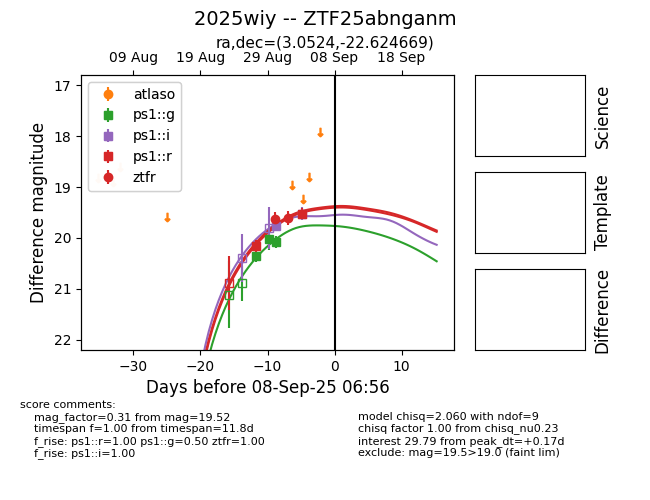 2025wiy -- ZTF25abnganm
ra,dec=(3.0524,-22.624669)
09 Aug 19 Aug 29 Aug 08 Sep 18 Sep
17
18
19
20
21
22
Difference magnitude
atlaso
ps1::g
ps1::i
ps1::r
ztfr
−30 −20 −10 0 10
Days before 08-Sep-25 06:56
Science
Template
Difference
score comments:
mag_factor=0.31 from mag=19.52
timespan f=1.00 from timespan=11.8d
f_rise: ps1::r=1.00 ps1::g=0.50 ztfr=1.00
f_rise: ps1::i=1.00
model chisq=2.060 with ndof=9
chisq factor 1.00 from chisq_nu0.23
interest 29.79 from peak_dt=+0.17d
exclude: mag=19.5>19.0 (faint lim)